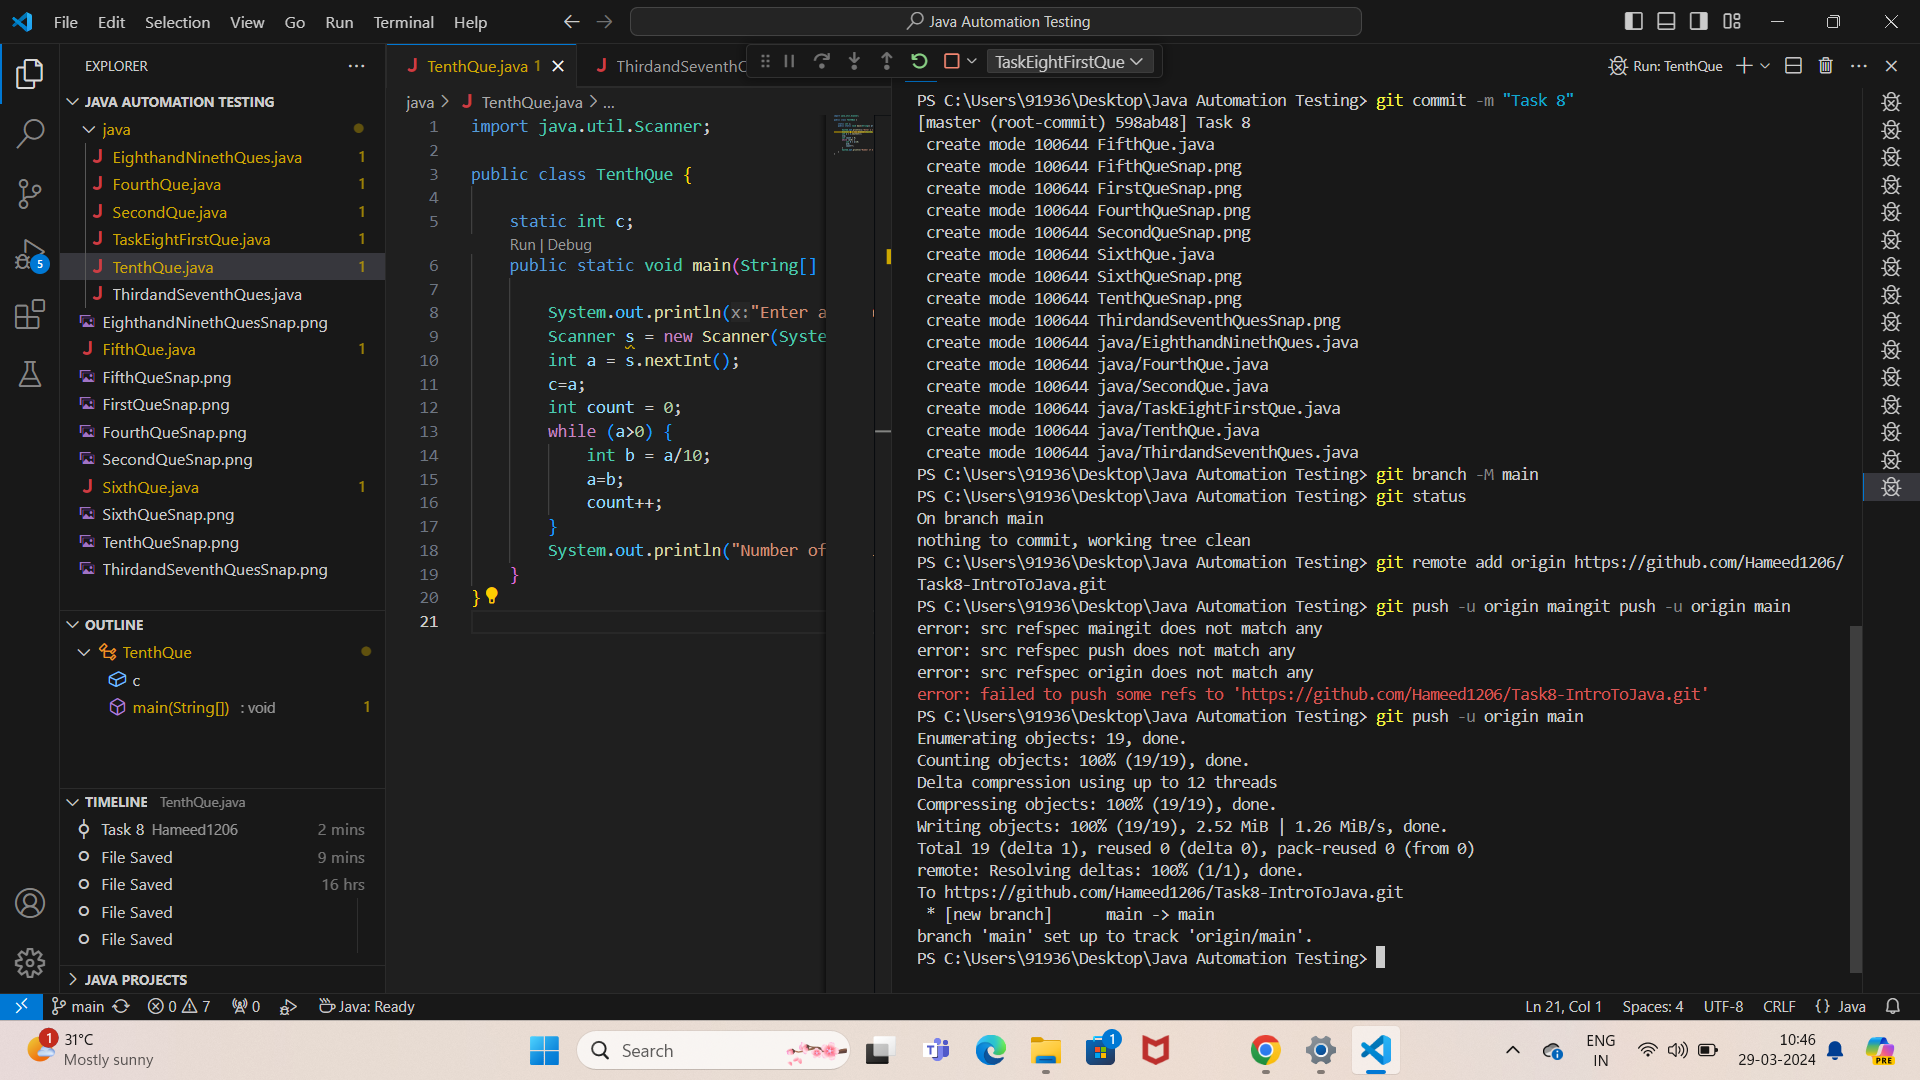 File Edit Selection View Go Run Terminal Help
Java Automation Testing
EXPLORER
JAVA AUTOMATION TESTING
java
EighthandNinethQues.java 1
FourthQue.java 1
SecondQue.java 1
TaskEightFirstQue.java 1
TenthQue.java 1
ThirdandSeventhQues.java
EighthandNinethQuesSnap.png
FifthQue.java 1
FifthQueSnap.png
FirstQueSnap.png
FourthQueSnap.png
SecondQueSnap.png
SixthQue.java 1
SixthQueSnap.png
TenthQueSnap.png
ThirdandSeventhQuesSnap.png
OUTLINE
TenthQue
c
main(String[]) : void 1
TIMELINE TenthQue.java
Task 8 Hameed1206 2 mins
File Saved 9 mins
File Saved 16 hrs
File Saved
File Saved
JAVA PROJECTS
5
TenthQue.java 1
ThirdandSeventhC
TaskEightFirstQue
java > TenthQue.java > ...
1 import java.util.Scanner;
2
3 public class TenthQue {
4
5 static int c;
Run | Debug
6 public static void main(String[]
7
8 System.out.println(x:"Enter a
9 Scanner s = new Scanner(Syste
10 int a = s.nextInt();
11 c=a;
12 int count = 0;
13 while (a>0) {
14 int b = a/10;
15 a=b;
16 count++;
17 }
18 System.out.println("Number of
19 }
20 }
21
Run: TenthQue
PS C:\Users\91936\Desktop\Java Automation Testing> git commit -m "Task 8"
[master (root-commit) 598ab48] Task 8
create mode 100644 FifthQue.java
create mode 100644 FifthQueSnap.png
create mode 100644 FirstQueSnap.png
create mode 100644 FourthQueSnap.png
create mode 100644 SecondQueSnap.png
create mode 100644 SixthQue.java
create mode 100644 SixthQueSnap.png
create mode 100644 TenthQueSnap.png
create mode 100644 ThirdandSeventhQuesSnap.png
create mode 100644 java/EighthandNinethQues.java
create mode 100644 java/FourthQue.java
create mode 100644 java/SecondQue.java
create mode 100644 java/TaskEightFirstQue.java
create mode 100644 java/TenthQue.java
create mode 100644 java/ThirdandSeventhQues.java
PS C:\Users\91936\Desktop\Java Automation Testing> git branch -M main
PS C:\Users\91936\Desktop\Java Automation Testing> git status
On branch main
nothing to commit, working tree clean
PS C:\Users\91936\Desktop\Java Automation Testing> git remote add origin https://github.com/Hameed1206/
Task8-IntroToJava.git
PS C:\Users\91936\Desktop\Java Automation Testing> git push -u origin maingit push -u origin main
error: src refspec maingit does not match any
error: src refspec push does not match any
error: src refspec origin does not match any
error: failed to push some refs to 'https://github.com/Hameed1206/Task8-IntroToJava.git'
PS C:\Users\91936\Desktop\Java Automation Testing> git push -u origin main
Enumerating objects: 19, done.
Counting objects: 100% (19/19), done.
Delta compression using up to 12 threads
Compressing objects: 100% (19/19), done.
Writing objects: 100% (19/19), 2.52 MiB | 1.26 MiB/s, done.
Total 19 (delta 1), reused 0 (delta 0), pack-reused 0 (from 0)
remote: Resolving deltas: 100% (1/1), done.
To https://github.com/Hameed1206/Task8-IntroToJava.git
* [new branch] main -> main
branch 'main' set up to track 'origin/main'.
PS C:\Users\91936\Desktop\Java Automation Testing>
main 0 7 0 Java: Ready
Ln 21, Col 1 Spaces: 4 UTF-8 CRLF {} Java
1
31°C
Mostly sunny
Search
1
ENG
IN
10:46
29-03-2024
PRE